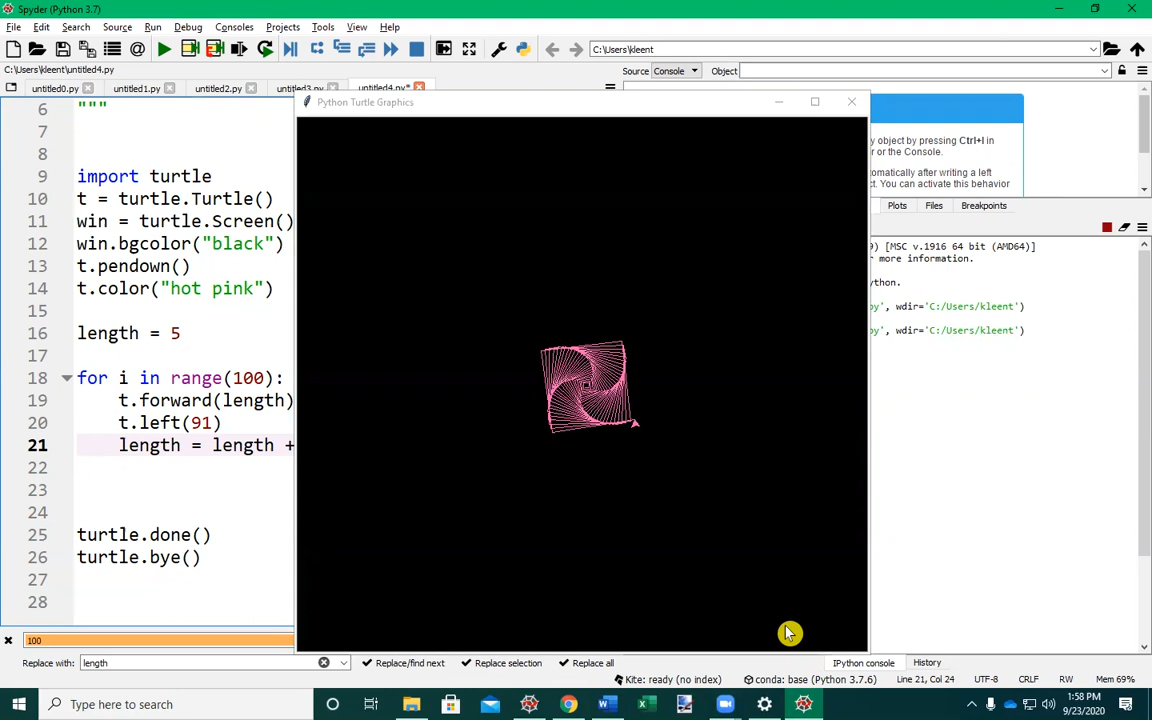 Spyder (Python 3.7)
File Edit Search Source Run Debug Consoles Projects Tools View Help
C:\Users\kleent
C:\Users\kleent\untitled4.py
Source Console Object
untitled0.py untitled1.py untitled2.py untitled3.py untitled4.py*
Python Turtle Graphics
6 """
7
8
9 import turtle
10 t = turtle.Turtle()
11 win = turtle.Screen()
12 win.bgcolor("black")
13 t.pendown()
14 t.color("hot pink")
15
16 length = 5
17
18 for i in range(100):
19 t.forward(length)
20 t.left(91)
21 length = length +
22
23
24
25 turtle.done()
26 turtle.bye()
27
28
object by pressing Ctrl+I in
r or the Console.
tomatically after writing a left
ct. You can activate this behavior
Plots Files Breakpoints
9) [MSC v.1916 64 bit (AMD64)]
or more information.
ython.
py', wdir='C:/Users/kleent')
py', wdir='C:/Users/kleent')
100
Replace with: length Replace/find next Replace selection Replace all
IPython console History
Kite: ready (no index) conda: base (Python 3.7.6) Line 21, Col 24 UTF-8 CRLF RW Mem 69%
Type here to search
1:58 PM
9/23/2020